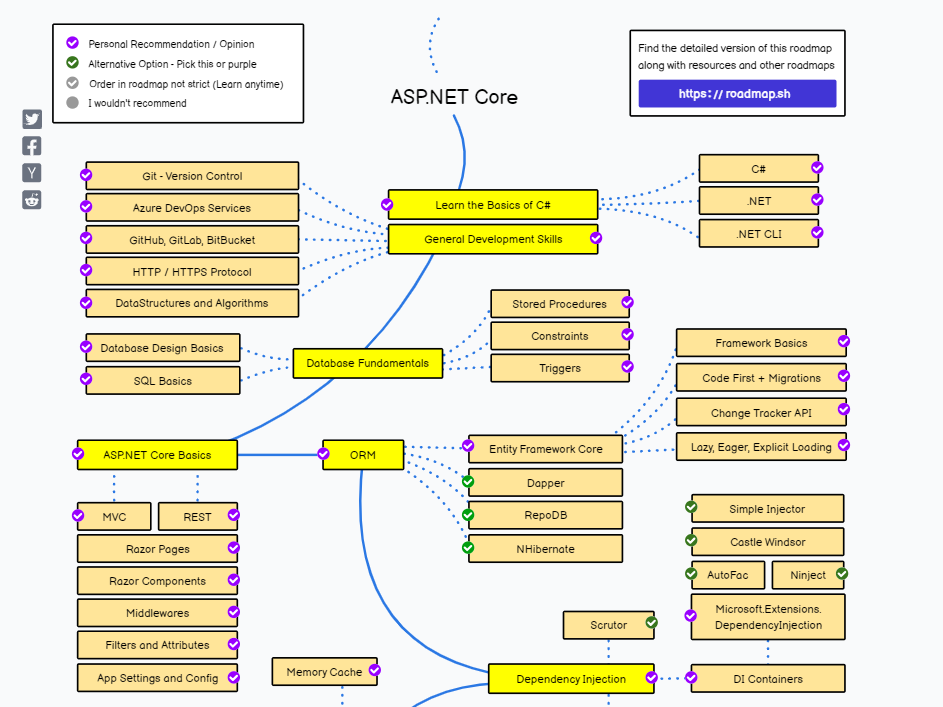 Personal Recommendation / Opinion
Alternative Option - Pick this or purple
Order in roadmap not strict (Learn anytime)
I wouldn't recommend
Find the detailed version of this roadmap
along with resources and other roadmaps
https://roadmap.sh
Y
ASP.NET Core
Git - Version Control
Azure DevOps Services
GitHub, GitLab, BitBucket
HTTP / HTTPS Protocol
DataStructures and Algorithms
Learn the Basics of C#
General Development Skills
C#
.NET
.NET CLI
Database Design Basics
SQL Basics
Database Fundamentals
Stored Procedures
Constraints
Triggers
Framework Basics
Code First + Migrations
Change Tracker API
Lazy, Eager, Explicit Loading
ASP.NET Core Basics
ORM
Entity Framework Core
Dapper
RepoDB
NHibernate
MVC
REST
Razor Pages
Razor Components
Middlewares
Filters and Attributes
App Settings and Config
Simple Injector
Castle Windsor
AutoFac
Ninject
Microsoft.Extensions.
DependencyInjection
Scrutor
Memory Cache
Dependency Injection
DI Containers